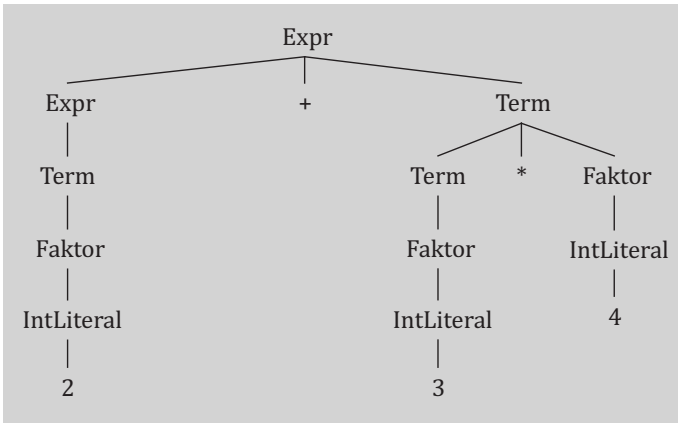 Expr
Expr + Term
Term Term * Faktor
Faktor Faktor IntLiteral
IntLiteral IntLiteral 4
2 3